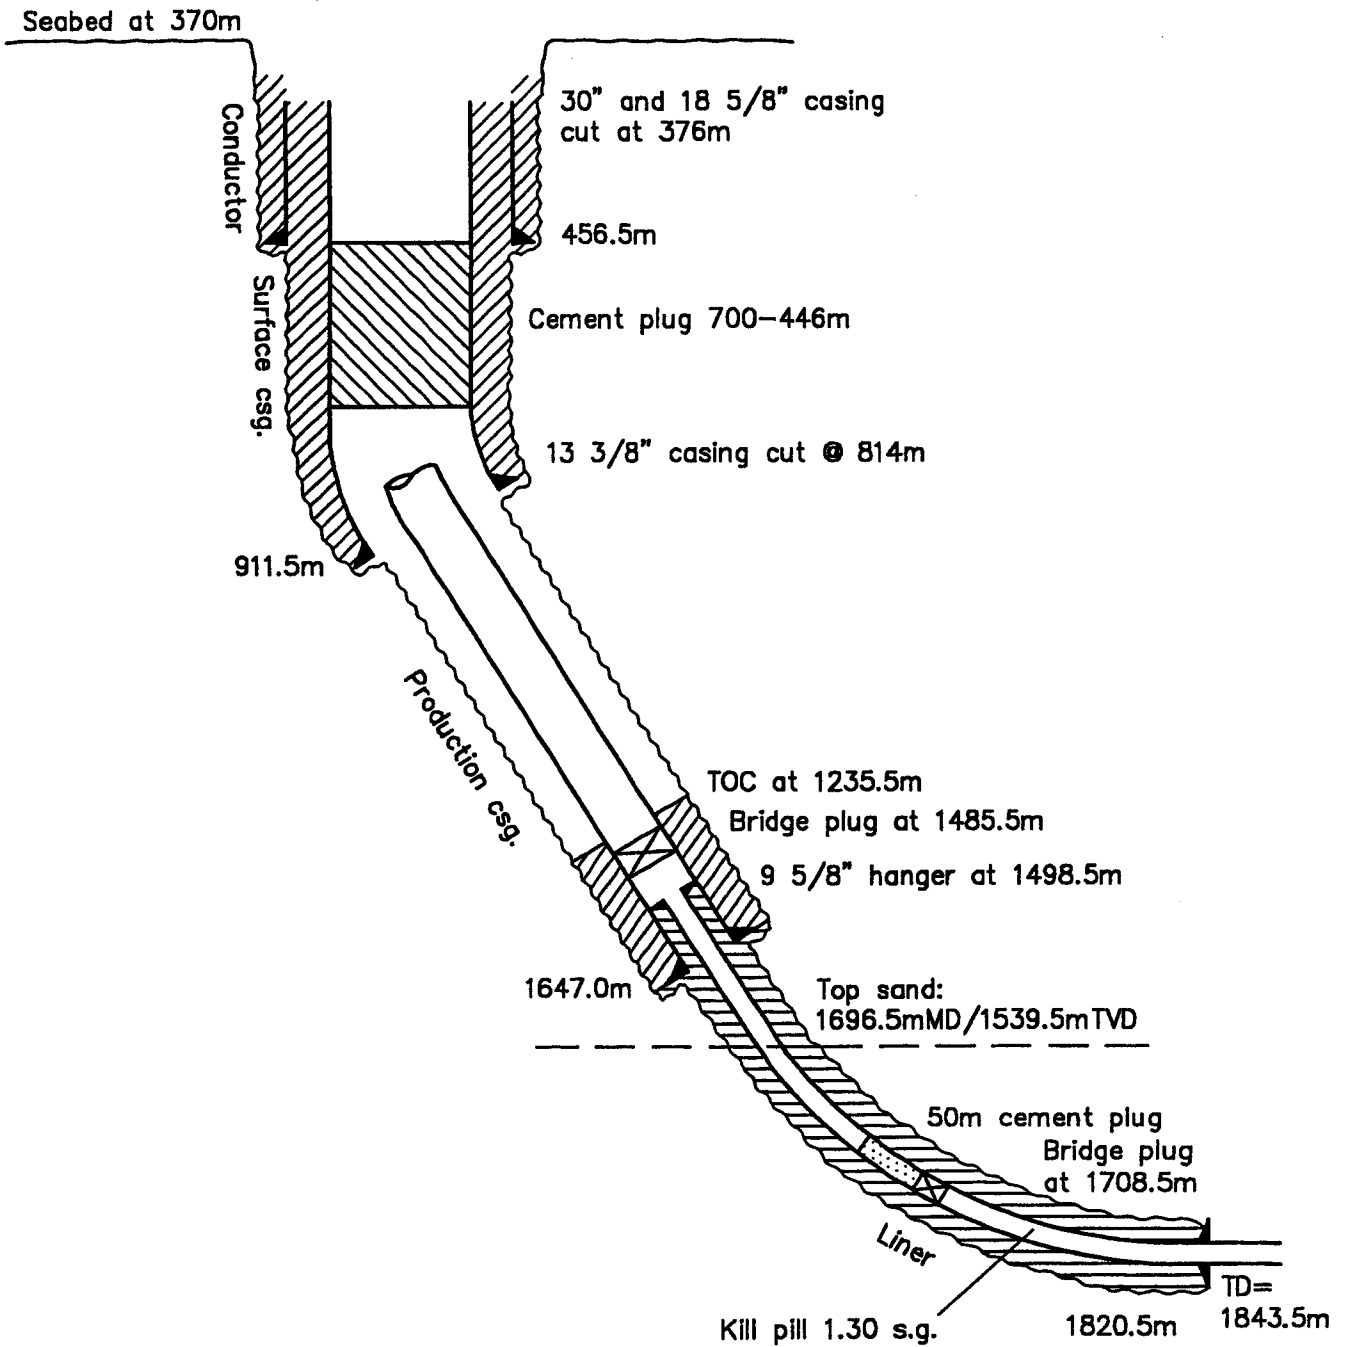 Seabed at 370m
30" and 18 5/8" casing
cut at 376m
Conductor
456.5m
Surface csg.
Cement plug 700-446m
13 3/8" casing cut @ 814m
911.5m
Production csg.
TOC at 1235.5m
Bridge plug at 1485.5m
9 5/8" hanger at 1498.5m
1647.0m
Top sand:
1696.5mMD/1539.5mTVD
50m cement plug
Bridge plug
at 1708.5m
Liner
TD=
1843.5m
1820.5m
Kill pill 1.30 s.g.